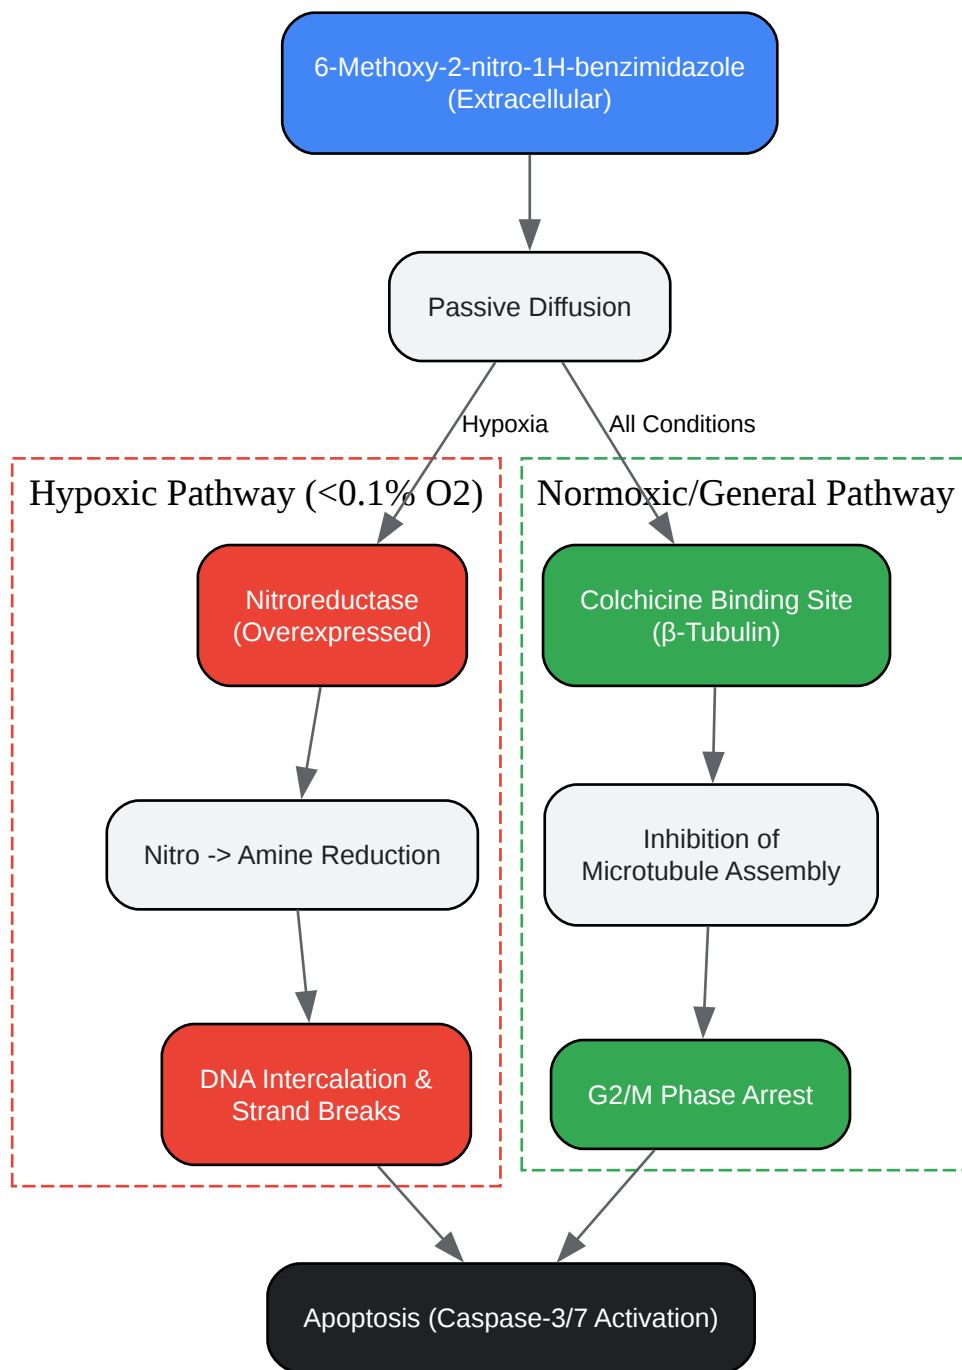 6-Methoxy-2-nitro-1H-benzimidazole
(Extracellular)
Passive Diffusion
Hypoxia
All Conditions
Hypoxic Pathway (<0.1% O2)
Normoxic/General Pathway
Nitroreductase
(Overexpressed)
Colchicine Binding Site
(β-Tubulin)
Nitro -> Amine Reduction
Inhibition of
Microtubule Assembly
DNA Intercalation &
Strand Breaks
G2/M Phase Arrest
Apoptosis (Caspase-3/7 Activation)